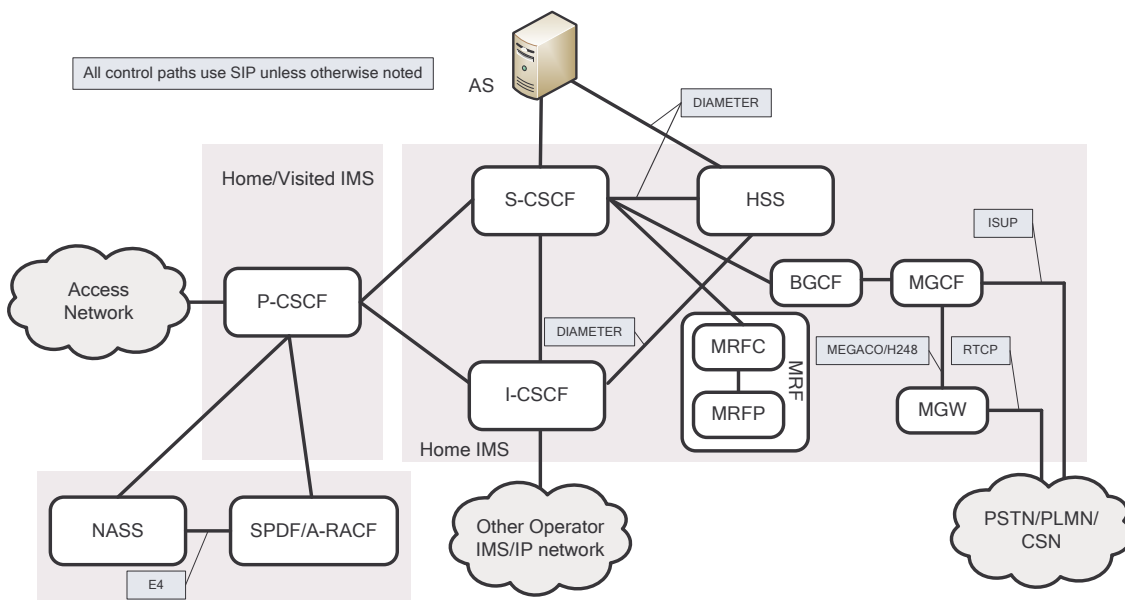 All control paths use SIP unless otherwise noted
AS
DIAMETER
Home/Visited IMS
S-CSCF
HSS
ISUP
Access
Network
P-CSCF
BGCF
MGCF
DIAMETER
MRFC
MRF
MEGACO/H248
RTCP
I-CSCF
MRFP
MGW
Home IMS
NASS
SPDF/A-RACF
Other Operator
IMS/IP network
PSTN/PLMN/
CSN
E4